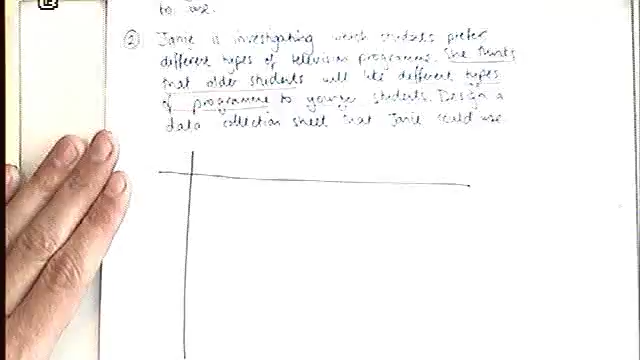 to use.
② Janie is investigating which students prefer
different types of television programme. She thinks
that older students will like different types
of programme to younger students. Design a
data collection sheet that Janie could use